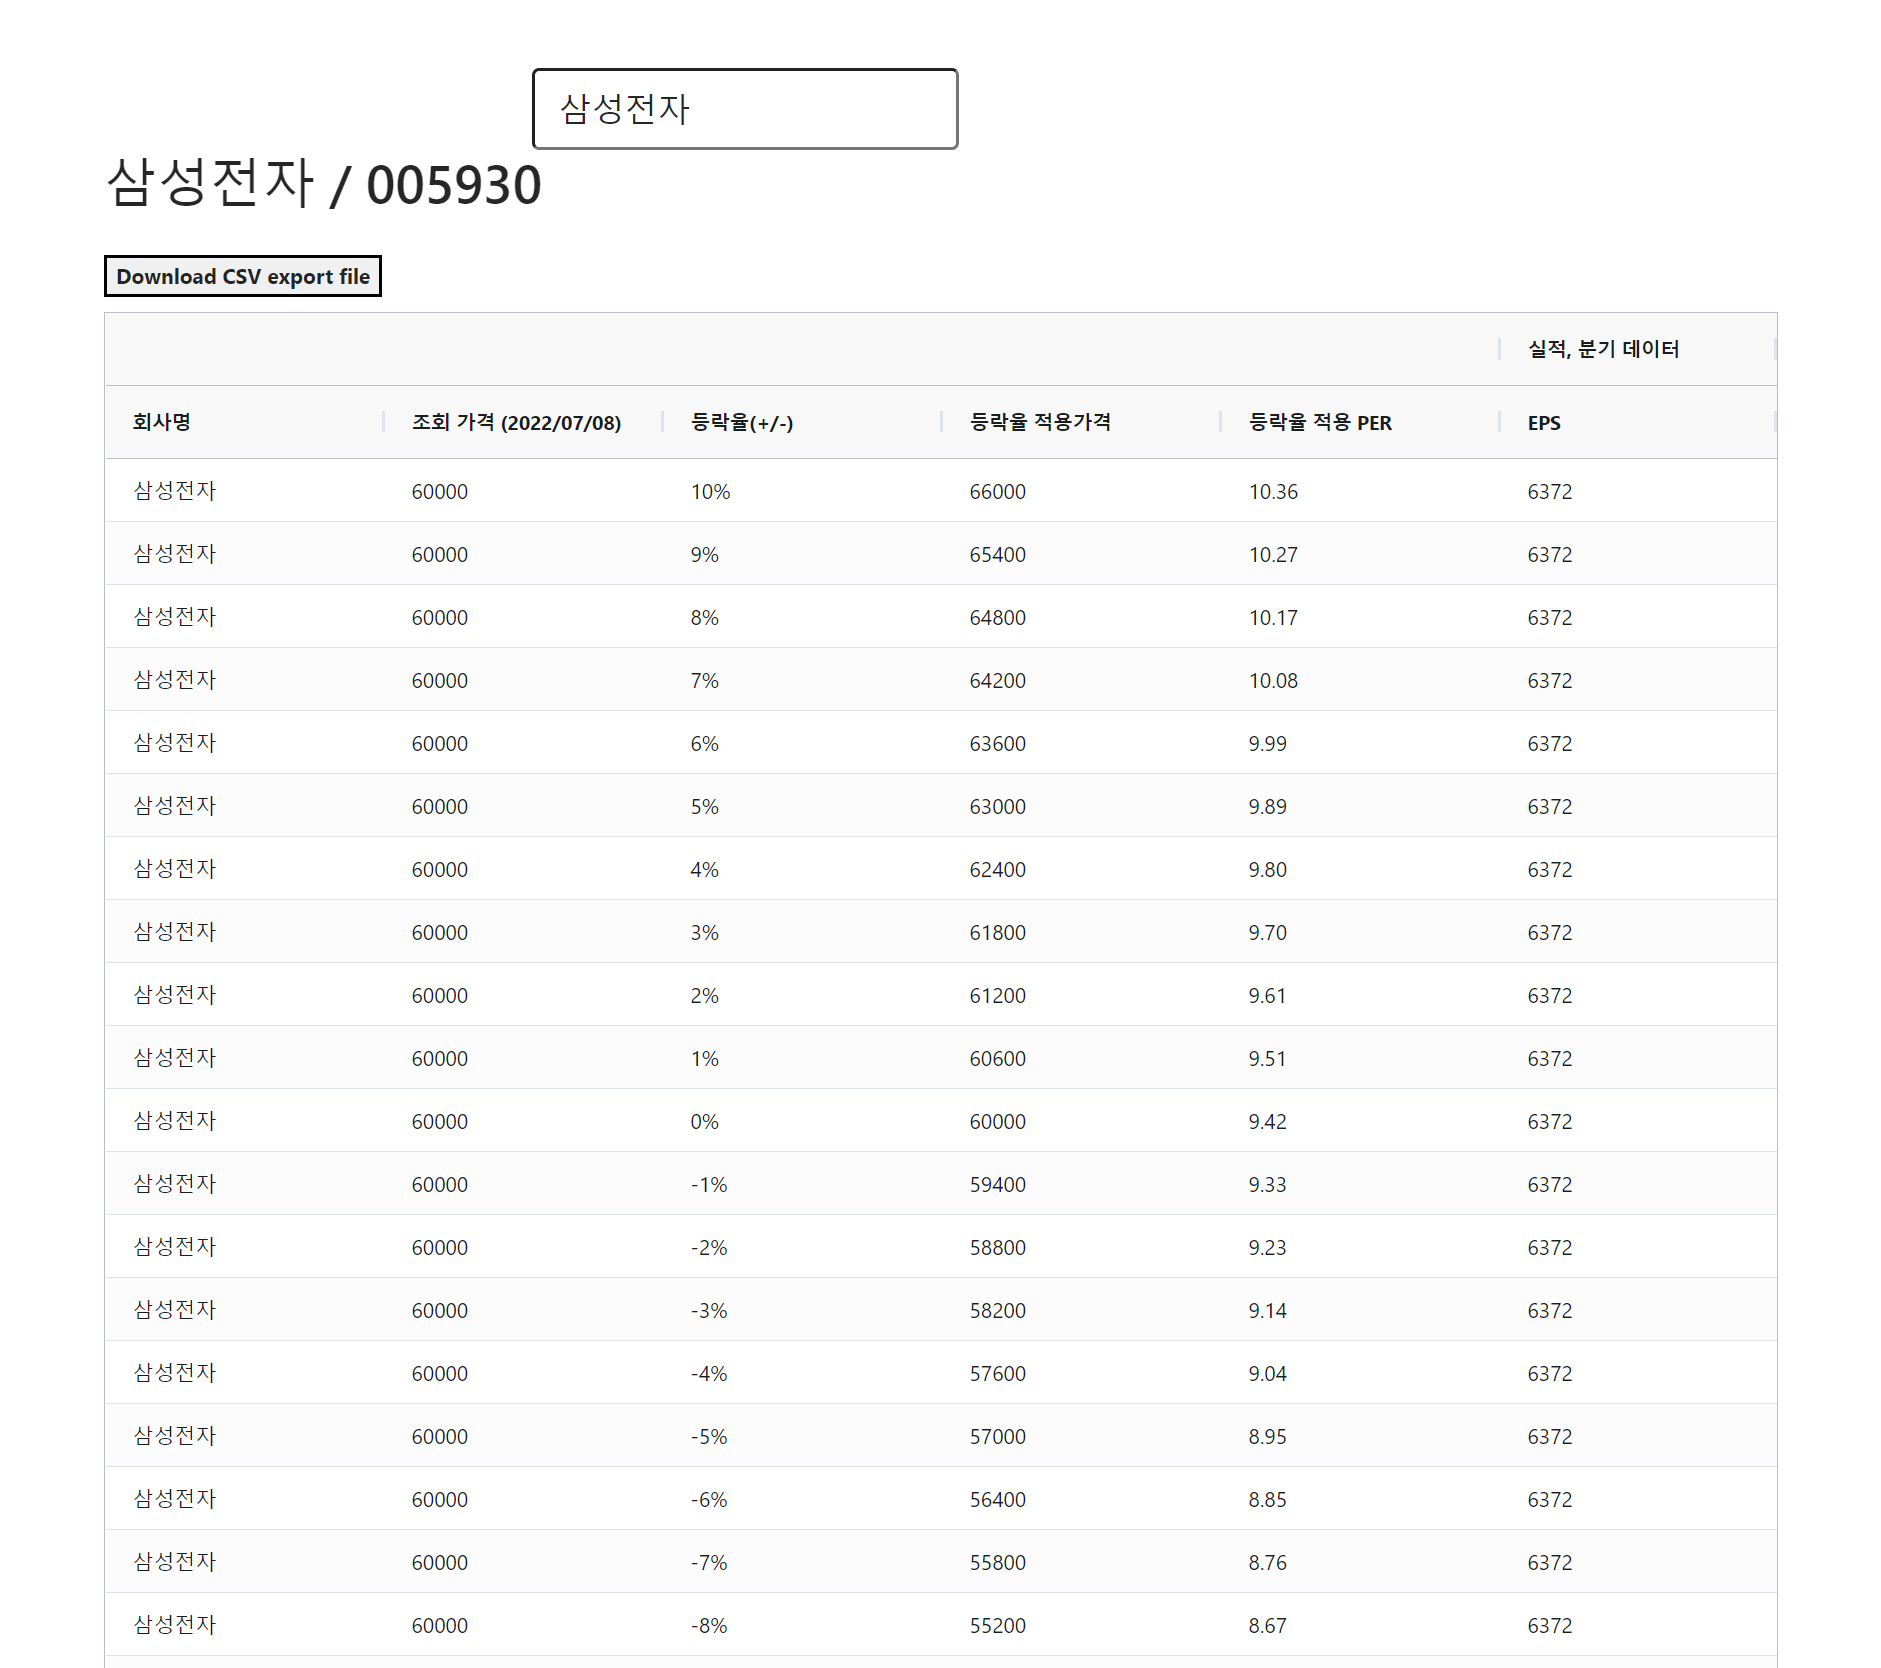 삼성전자
삼성전자 / 005930
Download CSV export file
실적, 분기 데이터
회사명 조회 가격 (2022/07/08) 등락율(+/-) 등락율 적용가격 등락율 적용 PER EPS
삼성전자 60000 10% 66000 10.36 6372
삼성전자 60000 9% 65400 10.27 6372
삼성전자 60000 8% 64800 10.17 6372
삼성전자 60000 7% 64200 10.08 6372
삼성전자 60000 6% 63600 9.99 6372
삼성전자 60000 5% 63000 9.89 6372
삼성전자 60000 4% 62400 9.80 6372
삼성전자 60000 3% 61800 9.70 6372
삼성전자 60000 2% 61200 9.61 6372
삼성전자 60000 1% 60600 9.51 6372
삼성전자 60000 0% 60000 9.42 6372
삼성전자 60000 -1% 59400 9.33 6372
삼성전자 60000 -2% 58800 9.23 6372
삼성전자 60000 -3% 58200 9.14 6372
삼성전자 60000 -4% 57600 9.04 6372
삼성전자 60000 -5% 57000 8.95 6372
삼성전자 60000 -6% 56400 8.85 6372
삼성전자 60000 -7% 55800 8.76 6372
삼성전자 60000 -8% 55200 8.67 6372